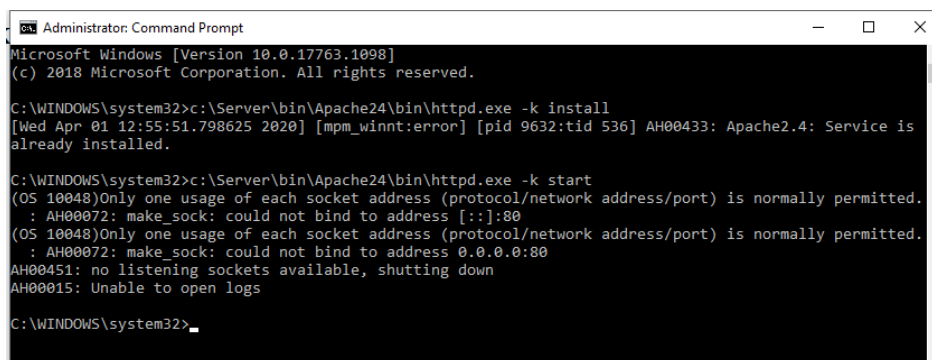 Administrator: Command Prompt
Microsoft Windows [Version 10.0.17763.1098]
(c) 2018 Microsoft Corporation. All rights reserved.
C:\WINDOWS\system32>c:\Server\bin\Apache24\bin\httpd.exe -k install
[Wed Apr 01 12:55:51.798625 2020] [mpm_winnt:error] [pid 9632:tid 536] AH00433: Apache2.4: Service is
already installed.
C:\WINDOWS\system32>c:\Server\bin\Apache24\bin\httpd.exe -k start
(OS 10048)Only one usage of each socket address (protocol/network address/port) is normally permitted.
  : AH00072: make_sock: could not bind to address [::]:80
(OS 10048)Only one usage of each socket address (protocol/network address/port) is normally permitted.
  : AH00072: make_sock: could not bind to address 0.0.0.0:80
AH00451: no listening sockets available, shutting down
AH00015: Unable to open logs
C:\WINDOWS\system32>